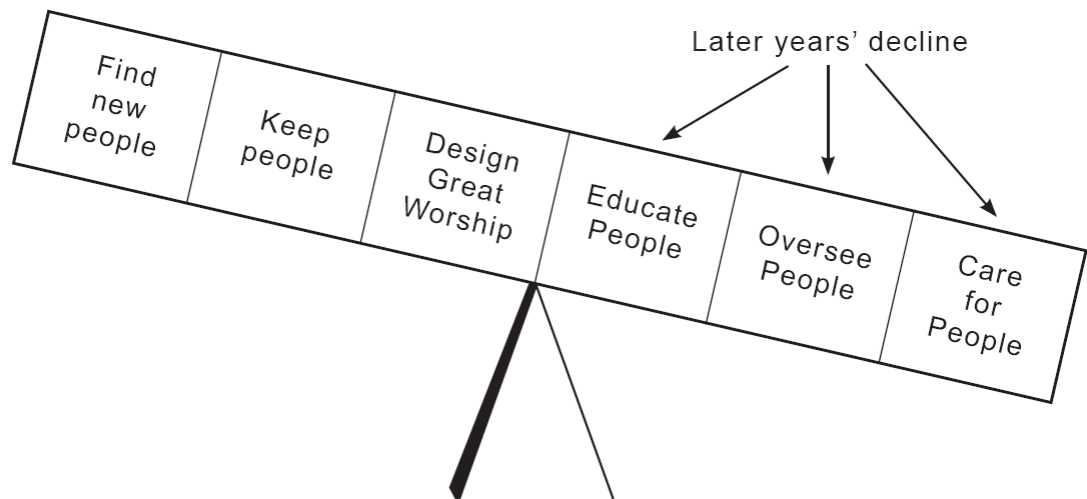 Later years’ decline
Find
new
people
Keep
people
Design
Great
Worship
Educate
People
Oversee
People
Care
for
People